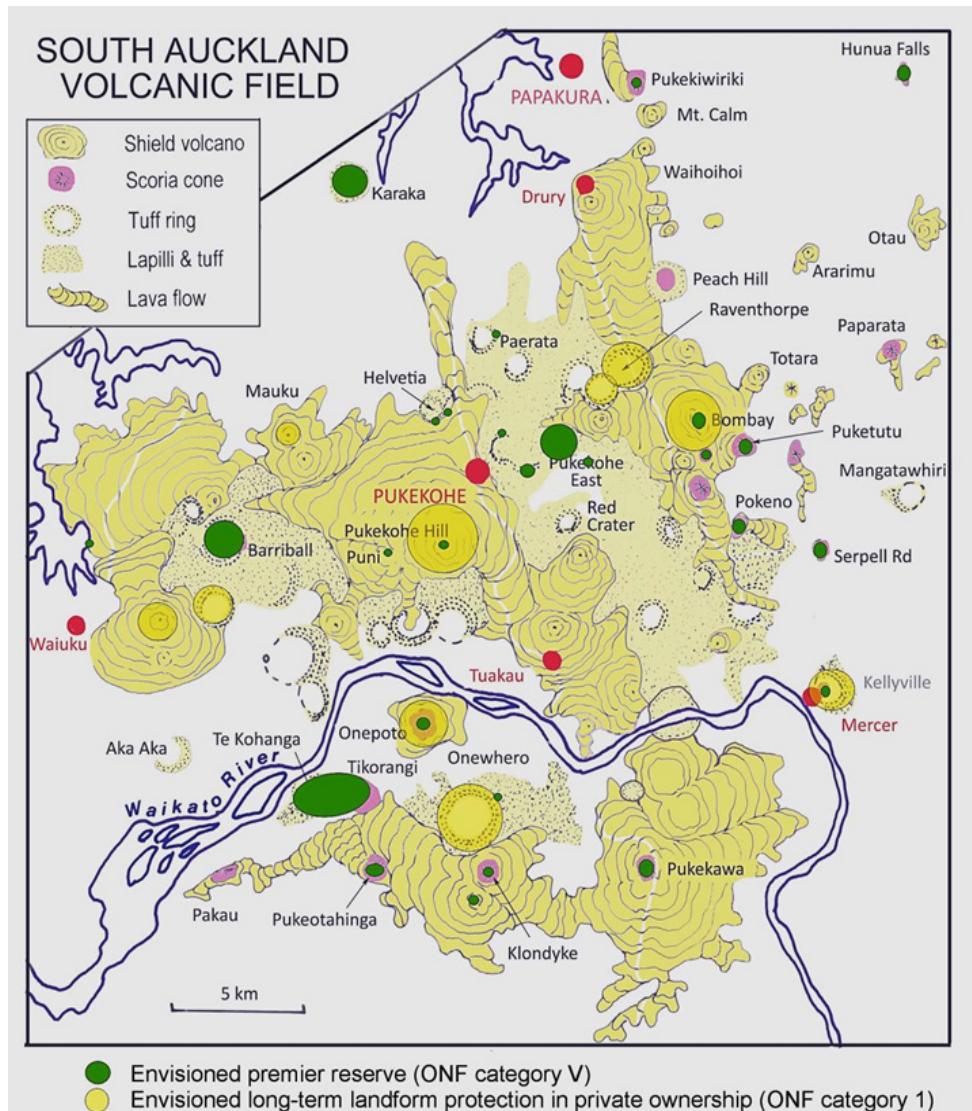 SOUTH AUCKLAND
VOLCANIC FIELD
Shield volcano
Scoria cone
Tuff ring
Lapilli & tuff
Lava flow
Hunua Falls
PAPAKURA
Pukekiwiriki
Mt. Calm
Karaka
Waihoihoi
Drury
Otau
Ararimu
Peach Hill
Raventhorpe
Paparata
Paerata
Totara
Helvetia
Mauku
Bombay
Puketutu
Pukekohe
East
Mangatawhiri
PUKEKOHE
Red
Crater
Pokeno
Pukekohe Hill
Barriball
Puni
Serpell Rd
Waiuku
Tuakau
Kellyville
Mercer
Onepoto
Te Kohanga
Aka Aka
Onewhero
Tikorangi
Waikato River
Pukekawa
Pakau
Pukeotahinga
Klondyke
5 km
Envisioned premier reserve (ONF category V)
Envisioned long-term landform protection in private ownership (ONF category 1)